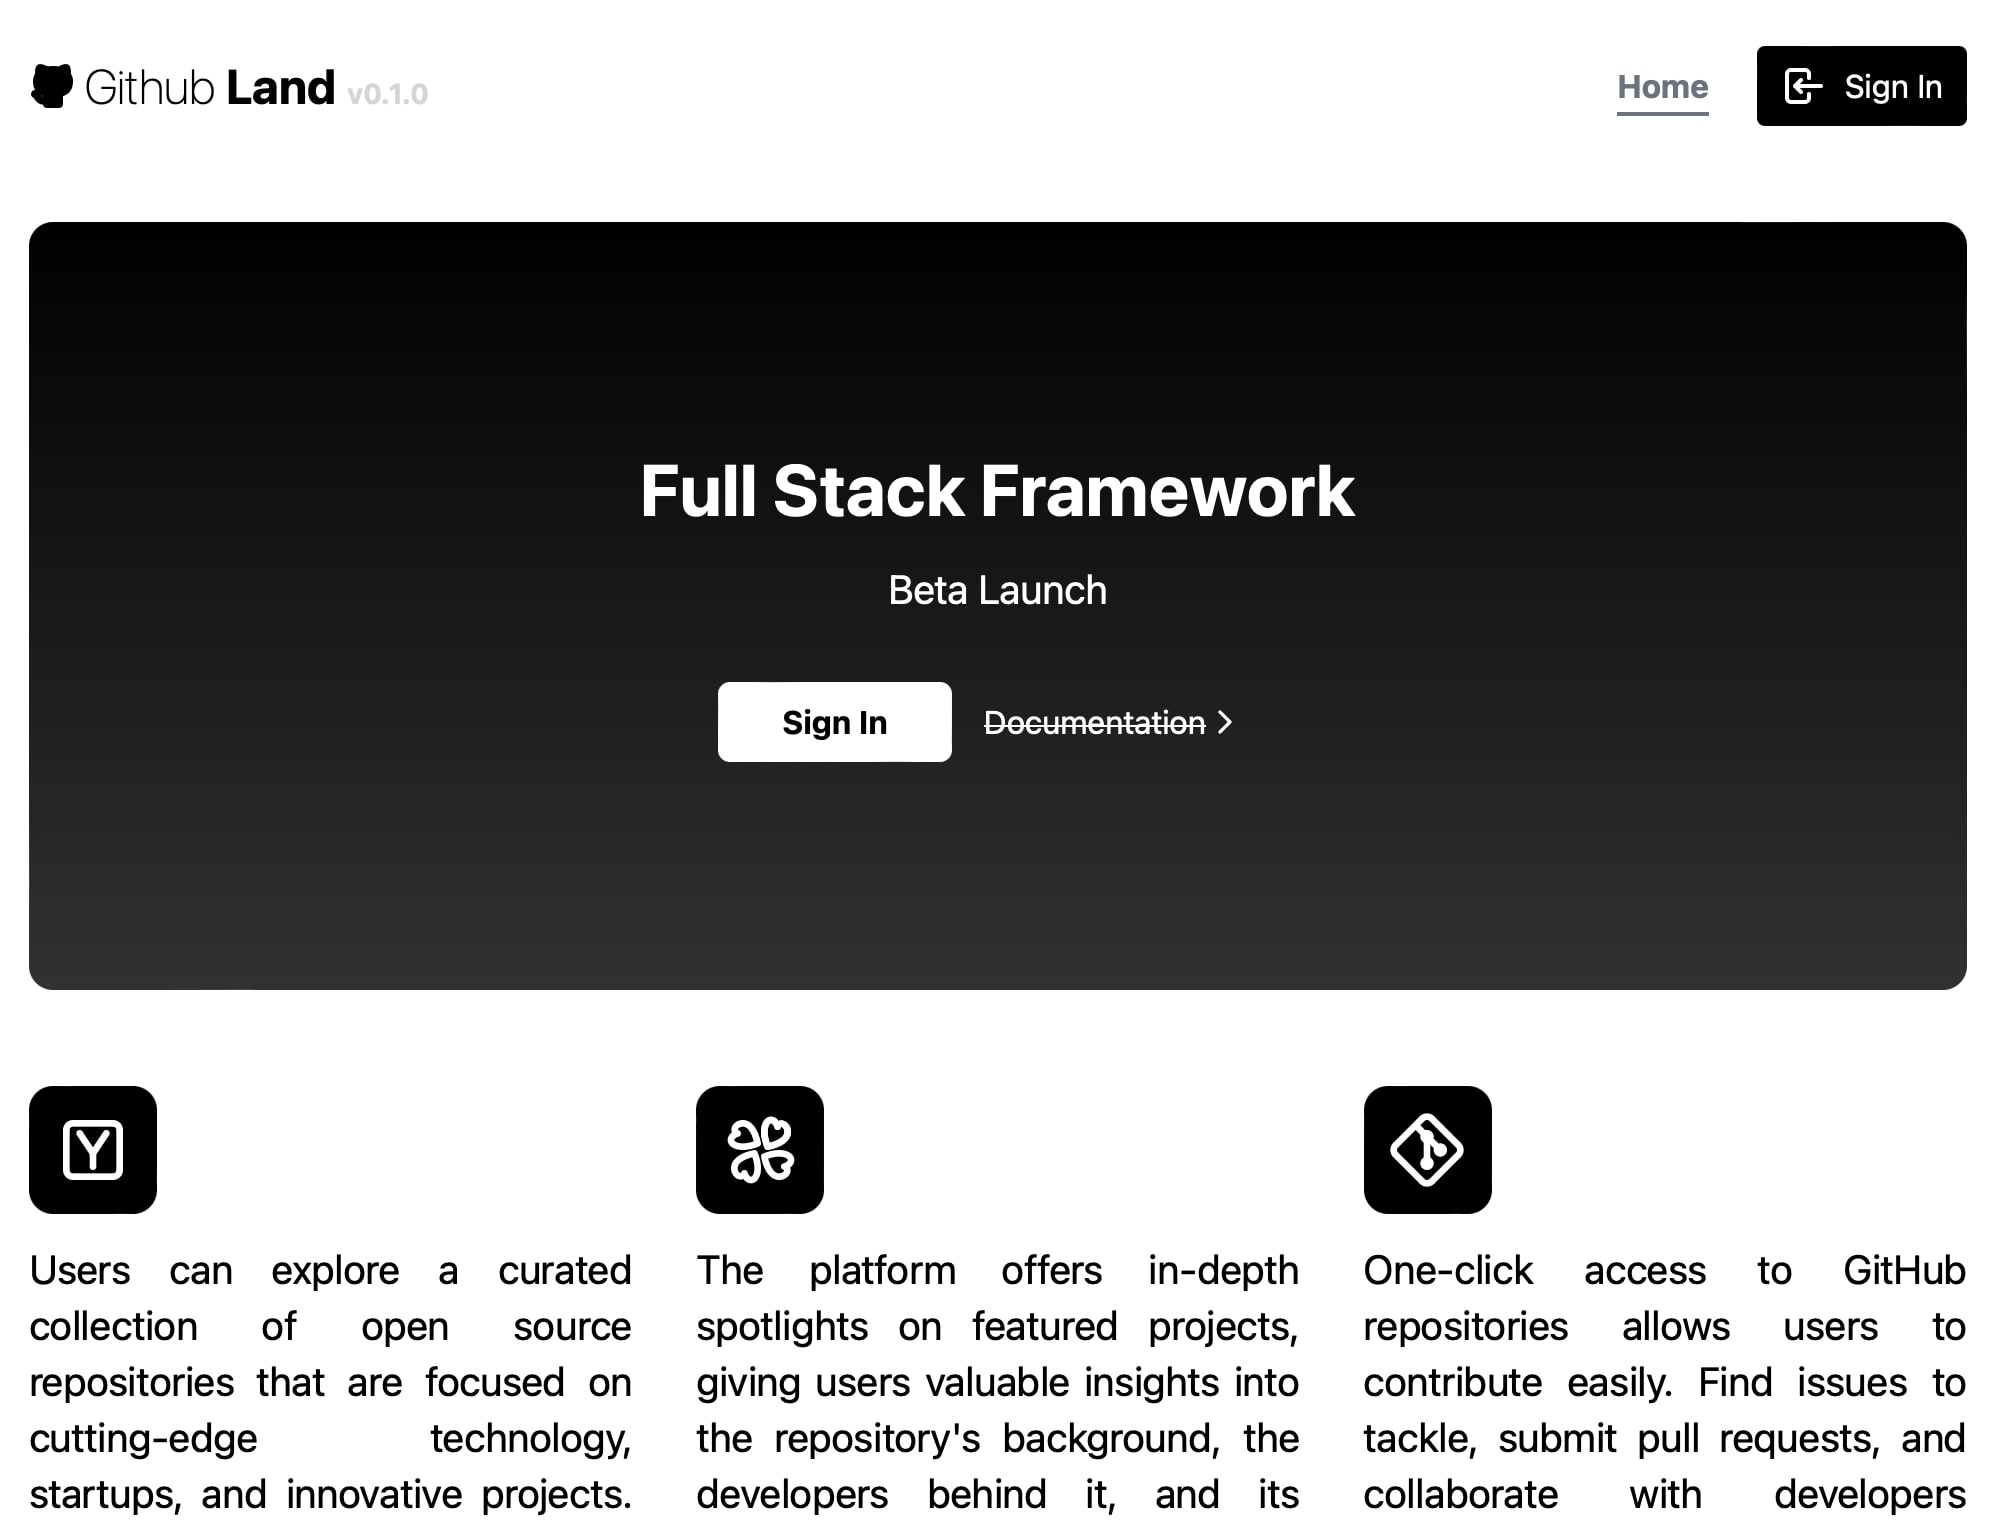 Github Land v0.1.0
Home
Sign In
Full Stack Framework
Beta Launch
Sign In
Documentation
Users can explore a curated
collection of open source
repositories that are focused on
cutting-edge technology,
startups, and innovative projects.
The platform offers in-depth
spotlights on featured projects,
giving users valuable insights into
the repository's background, the
developers behind it, and its
One-click access to GitHub
repositories allows users to
contribute easily. Find issues to
tackle, submit pull requests, and
collaborate with developers